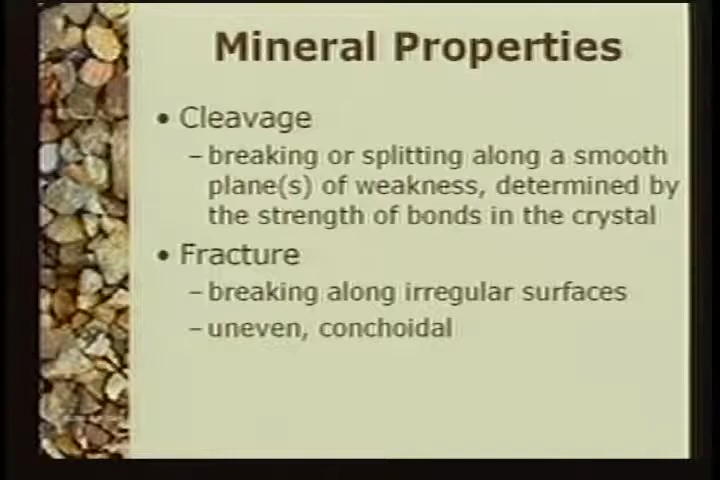 Mineral Properties
• Cleavage
– breaking or splitting along a smooth
plane(s) of weakness, determined by
the strength of bonds in the crystal
• Fracture
– breaking along irregular surfaces
– uneven, conchoidal